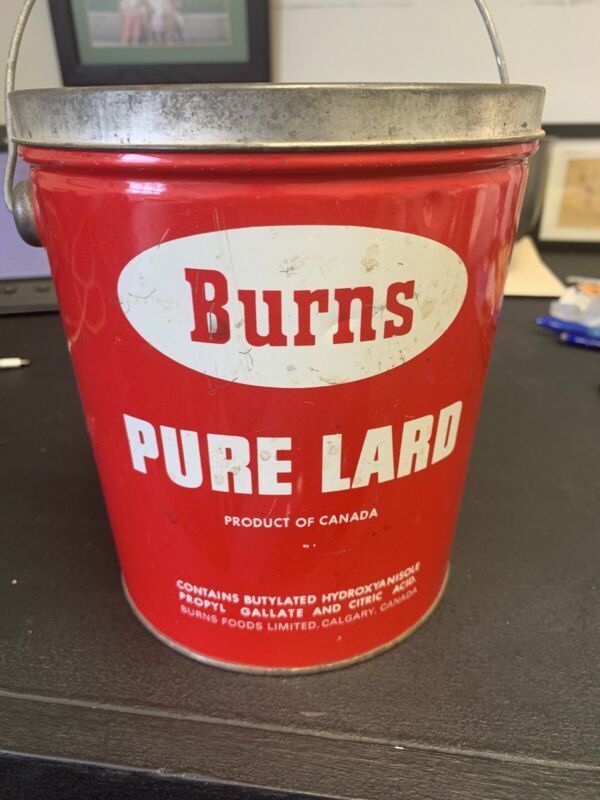 Burns
PURE LARD
PRODUCT OF CANADA
CONTAINS BUTYLATED HYDROXYANISOLE
PROPYL GALLATE AND CITRIC ACID.
BURNS FOODS LIMITED, CALGARY, CANADA